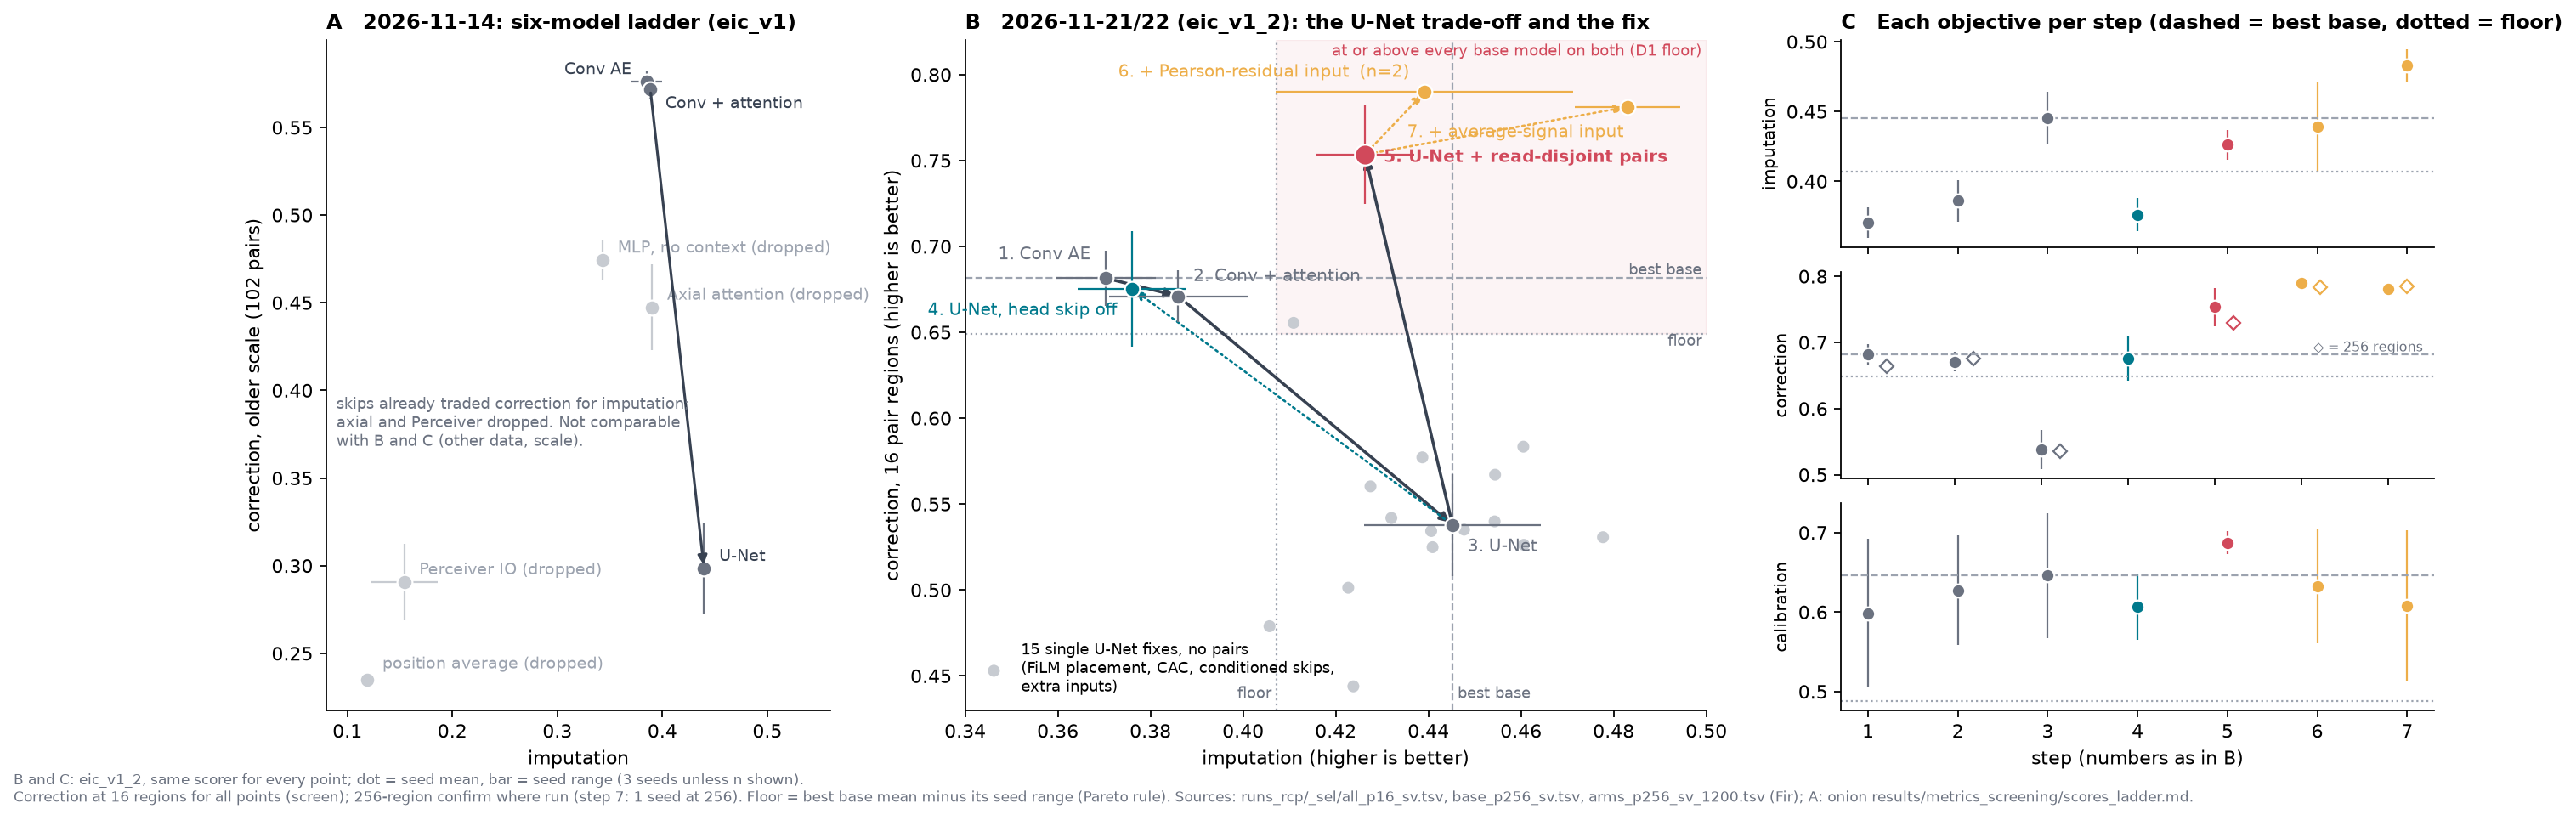 A 2026-11-14: six-model ladder (eic_v1)
correction, older scale (102 pairs)
0.55
0.50
0.45
0.40
0.35
0.30
0.25
Conv AE
Conv + attention
MLP, no context (dropped)
Axial attention (dropped)
skips already traded correction for imputation;
axial and Perceiver dropped. Not comparable
with B and C (other data, scale).
U-Net
Perceiver IO (dropped)
position average (dropped)
0.1 0.2 0.3 0.4 0.5
imputation
B 2026-11-21/22 (eic_v1_2): the U-Net trade-off and the fix
correction, 16 pair regions (higher is better)
0.80
0.75
0.70
0.65
0.60
0.55
0.50
0.45
at or above every base model on both (D1 floor)
6. + Pearson-residual input (n=2)
7. + average-signal input
5. U-Net + read-disjoint pairs
1. Conv AE
2. Conv + attention
best base
4. U-Net, head skip off
floor
3. U-Net
15 single U-Net fixes, no pairs
(FiLM placement, CAC, conditioned skips,
extra inputs)
floor
best base
0.34 0.36 0.38 0.40 0.42 0.44 0.46 0.48 0.50
imputation (higher is better)
C Each objective per step (dashed = best base, dotted = floor)
imputation
0.50
0.45
0.40
correction
0.8
0.7
0.6
0.5
◇ = 256 regions
calibration
0.7
0.6
0.5
1 2 3 4 5 6 7
step (numbers as in B)
B and C: eic_v1_2, same scorer for every point; dot = seed mean, bar = seed range (3 seeds unless n shown).
Correction at 16 regions for all points (screen); 256-region confirm where run (step 7: 1 seed at 256). Floor = best base mean minus its seed range (Pareto rule). Sources: runs_rcp/_sel/all_p16_sv.tsv, base_p256_sv.tsv, arms_p256_sv_1200.tsv (Fir); A: onion results/metrics_screening/scores_ladder.md.